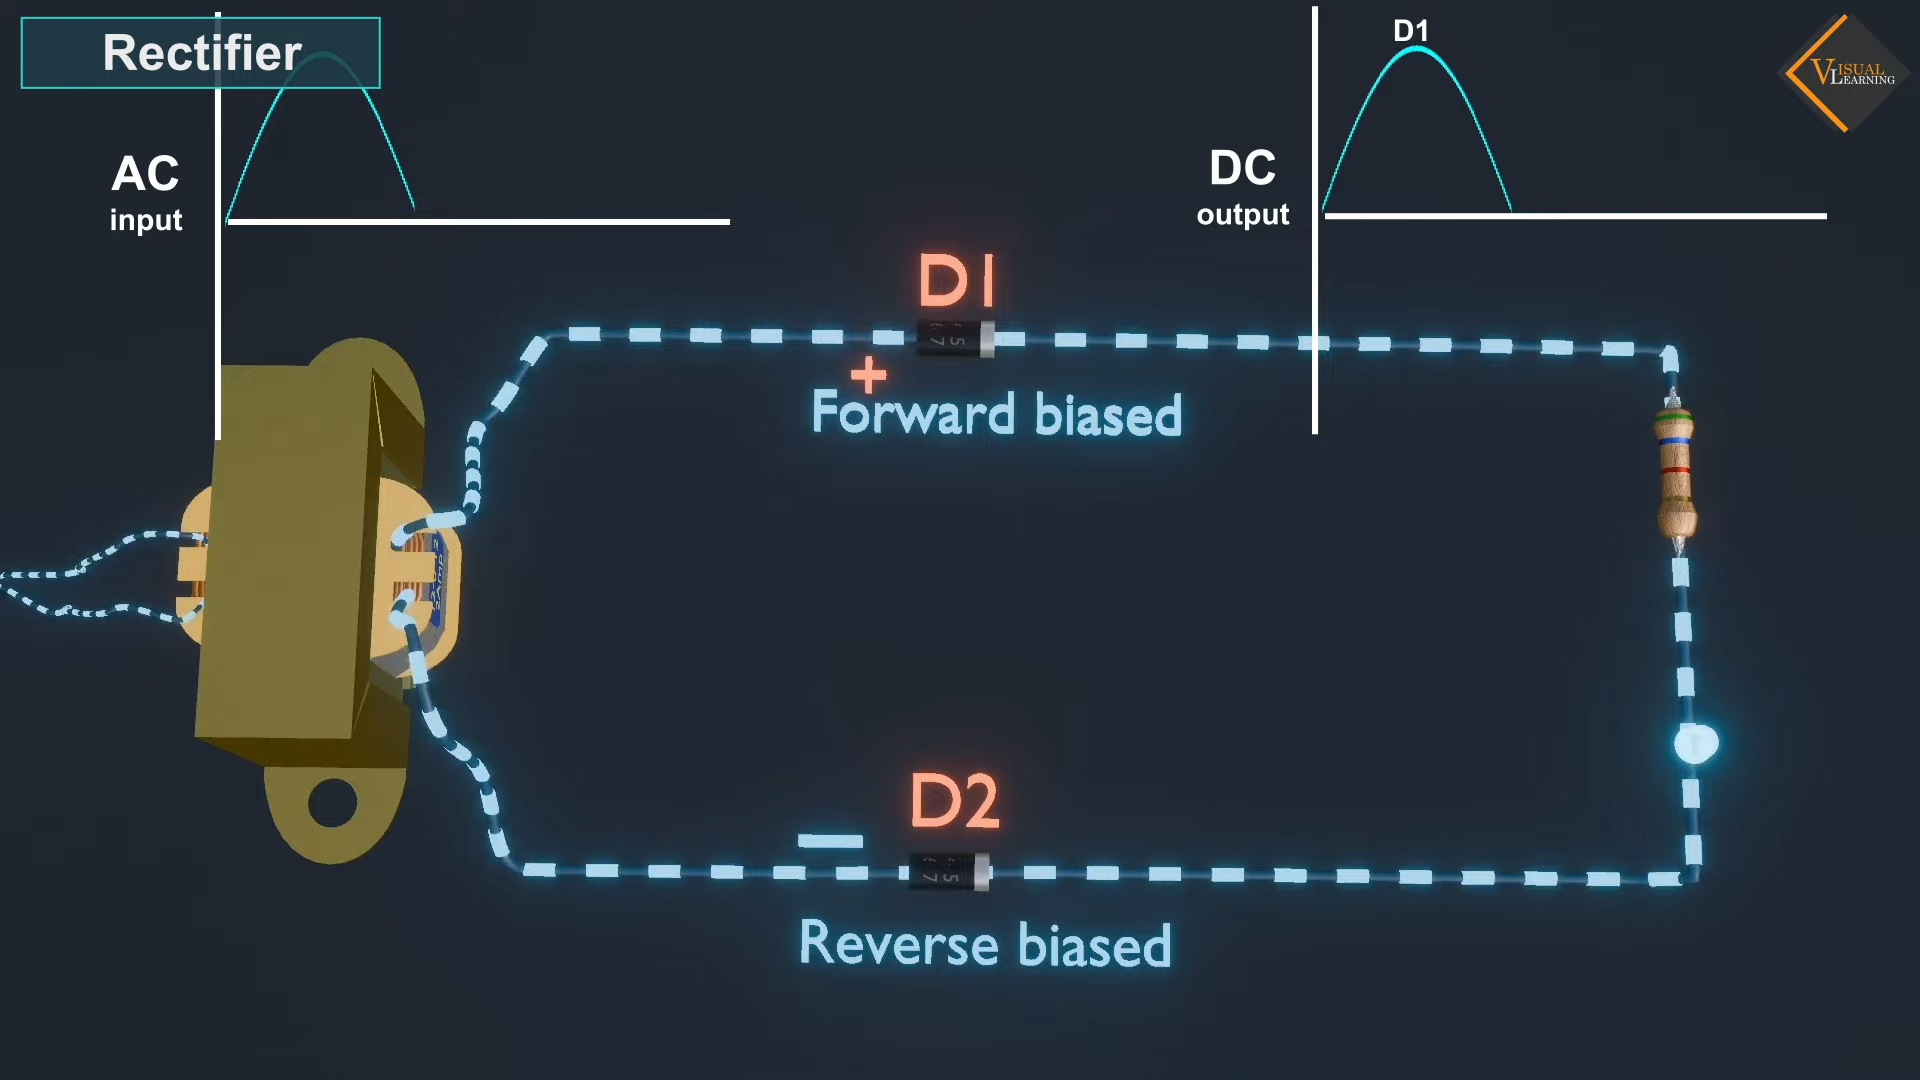 Rectifier
AC
input
D1
DC
output
VISUAL
LEARNING
D1
+
Forward biased
D2
Reverse biased